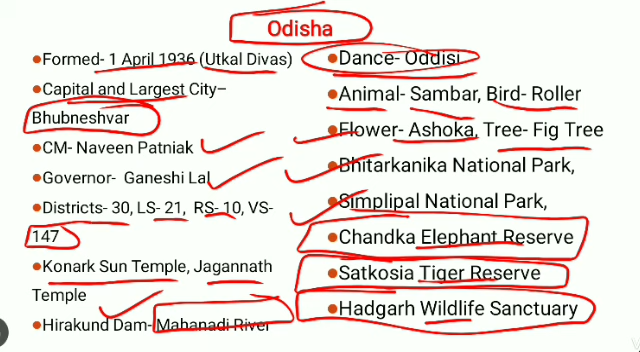 Odisha
●Formed- 1 April 1936 (Utkal Divas)
●Capital and Largest City–
Bhubneshvar
●CM- Naveen Patniak
●Governor- Ganeshi Lal
●Districts- 30, LS- 21, RS- 10, VS-
147
●Konark Sun Temple, Jagannath
Temple
●Hirakund Dam- Mahanadi River
●Dance- Oddisi
●Animal- Sambar, Bird- Roller
●Flower- Ashoka, Tree- Fig Tree
●Bhitarkanika National Park,
●Simplipal National Park,
●Chandka Elephant Reserve
●Satkosia Tiger Reserve
●Hadgarh Wildlife Sanctuary